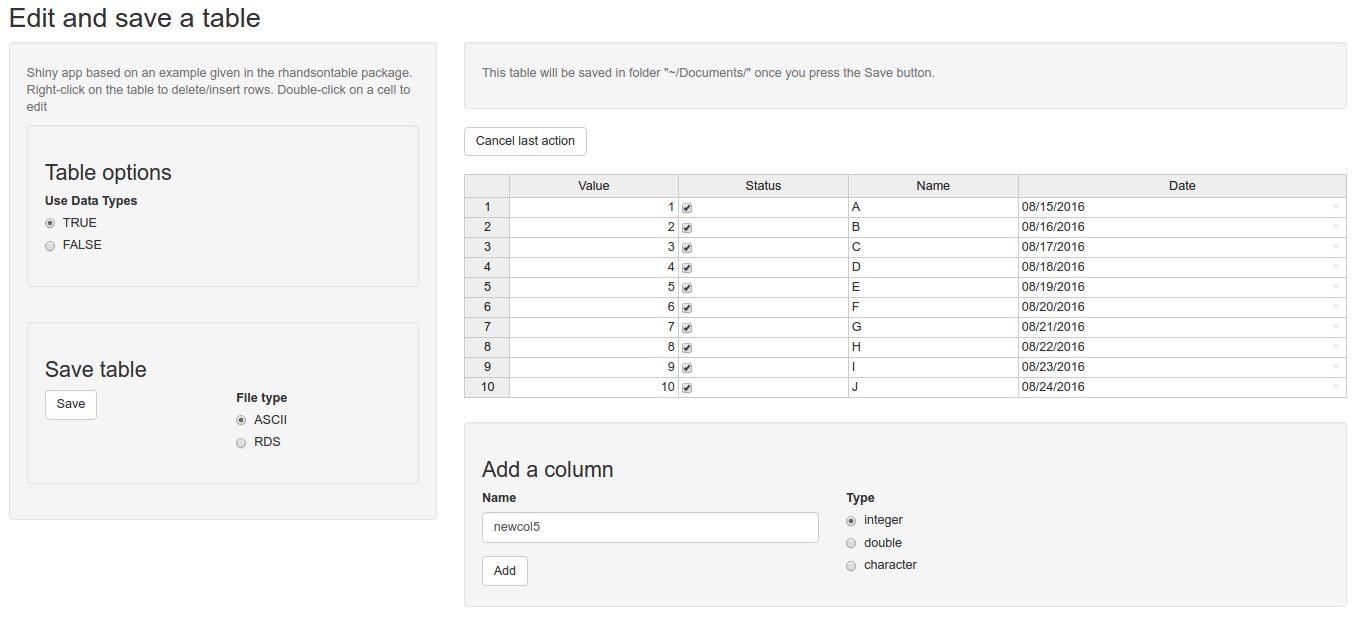 Edit and save a table
Shiny app based on an example given in the rhandsontable package.
Right-click on the table to delete/insert rows. Double-click on a cell to
edit
Table options
Use Data Types
TRUE
FALSE
Save table
Save
File type
ASCII
RDS
This table will be saved in folder "~/Documents/" once you press the Save button.
Cancel last action
Value Status Name Date
1 1 A 08/15/2016
2 2 B 08/16/2016
3 3 C 08/17/2016
4 4 D 08/18/2016
5 5 E 08/19/2016
6 6 F 08/20/2016
7 7 G 08/21/2016
8 8 H 08/22/2016
9 9 I 08/23/2016
10 10 J 08/24/2016
Add a column
Name
newcol5
Add
Type
integer
double
character